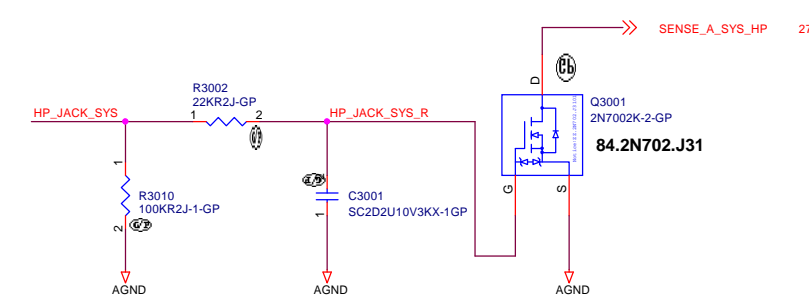 SENSE_A_SYS_HP 27
D
R3002
22KR2J-GP
Q3001
2N7002K-2-GP
HP_JACK_SYS
1 2
HP_JACK_SYS_R
84.2N702.J31
1
2
R3010
100KR2J-1-GP
2
1
C3001
SC2D2U10V3KX-1GP
G
S
AGND
AGND
AGND